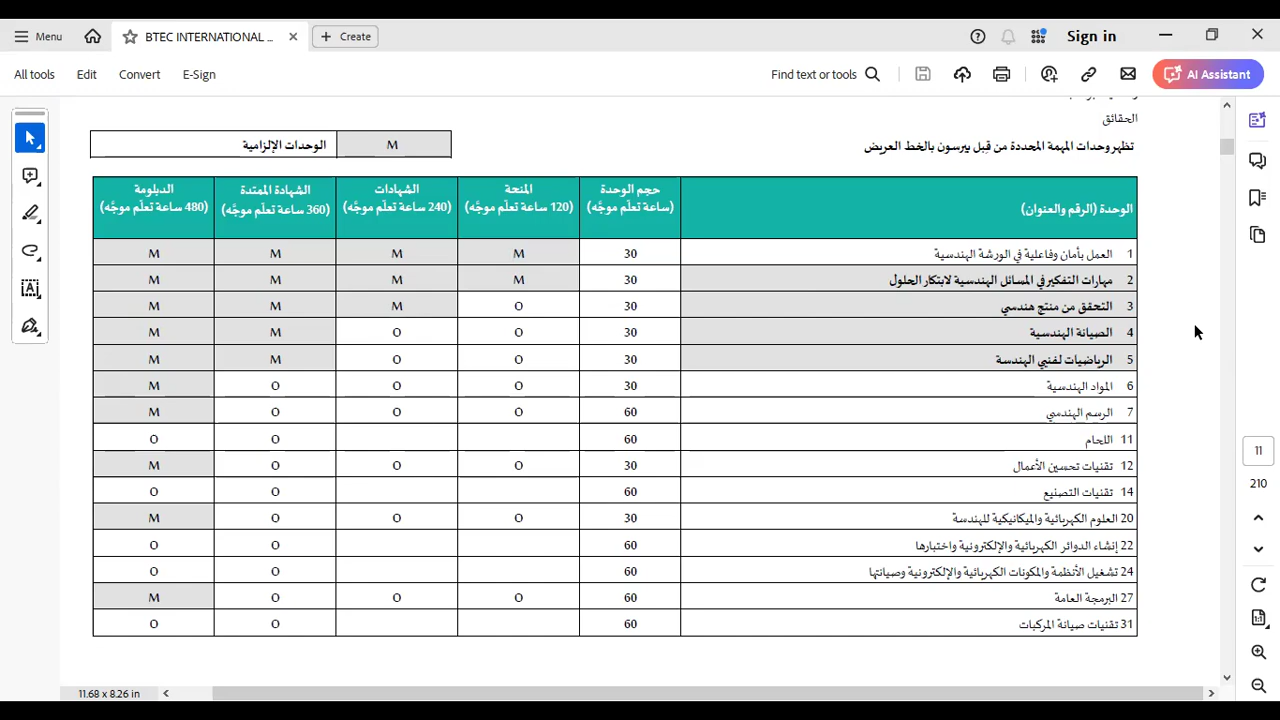 Menu
BTEC INTERNATIONAL ...
Create
Sign in
All tools
Edit
Convert
E-Sign
Find text or tools
AI Assistant
الحقائق
تظهر وحدات المهمة المحددة من قِبل بيرسون بالخط العريض
M الوحدات الإلزامية
الوحدة (الرقم والعنوان) حجم الوحدة (ساعة تعلّم موجَّه) المنحة (120 ساعة تعلّم موجَّه) الشهادات (240 ساعة تعلّم موجَّه) الشهادة الممتدة (360 ساعة تعلّم موجَّه) الدبلومة (480 ساعة تعلّم موجَّه)
1 العمل بأمان وفاعلية في الورشة الهندسية 30 M M M M
2 مهارات التفكير في المسائل الهندسية لابتكار الحلول 30 M M M M
3 التحقق من منتج هندسي 30 O M M M
4 الصيانة الهندسية 30 O O M M
5 الرياضيات لفنيي الهندسة 30 O O M M
6 المواد الهندسية 30 O O O M
7 الرسم الهندسي 60 O O O M
11 اللحام 60 O O
12 تقنيات تحسين الأعمال 30 O O O M
14 تقنيات التصنيع 60 O O
20 العلوم الكهربائية والميكانيكية للهندسة 30 O O O M
22 إنشاء الدوائر الكهربائية والإلكترونية واختبارها 60 O O
24 تشغيل الأنظمة والمكونات الكهربائية والإلكترونية وصيانتها 60 O O
27 البرمجة العامة 60 O O O M
31 تقنيات صيانة المركبات 60 O O
11
210
11.68 x 8.26 in